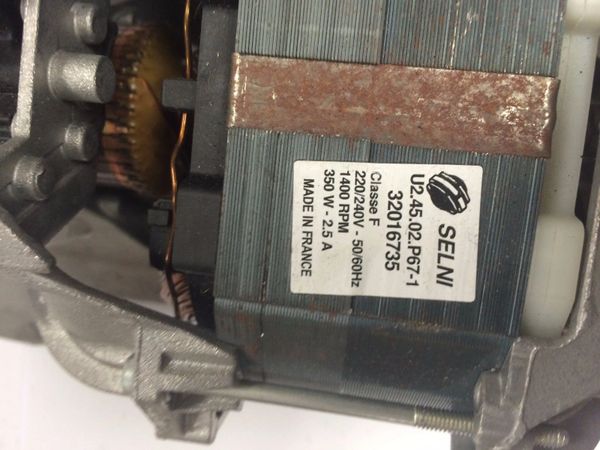 SELNI
U2.45.02.P67-1
32016735
Classe F
220/240V - 50/60Hz
1400 RPM
350 W - 2.5 A
MADE IN FRANCE